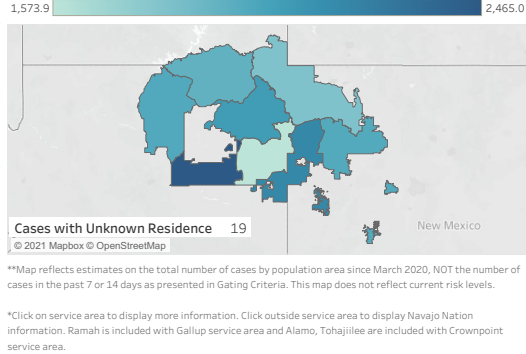 1,573.9 2,465.0
New Mexico
Cases with Unknown Residence 19
© 2021 Mapbox © OpenStreetMap
**Map reflects estimates on the total number of cases by population area since March 2020, NOT the number of
cases in the past 7 or 14 days as presented in Gating Criteria. This map does not reflect current risk levels.
*Click on service area to display more information. Click outside service area to display Navajo Nation
information. Ramah is included with Gallup service area and Alamo, Tohajiilee are included with Crownpoint
service area.